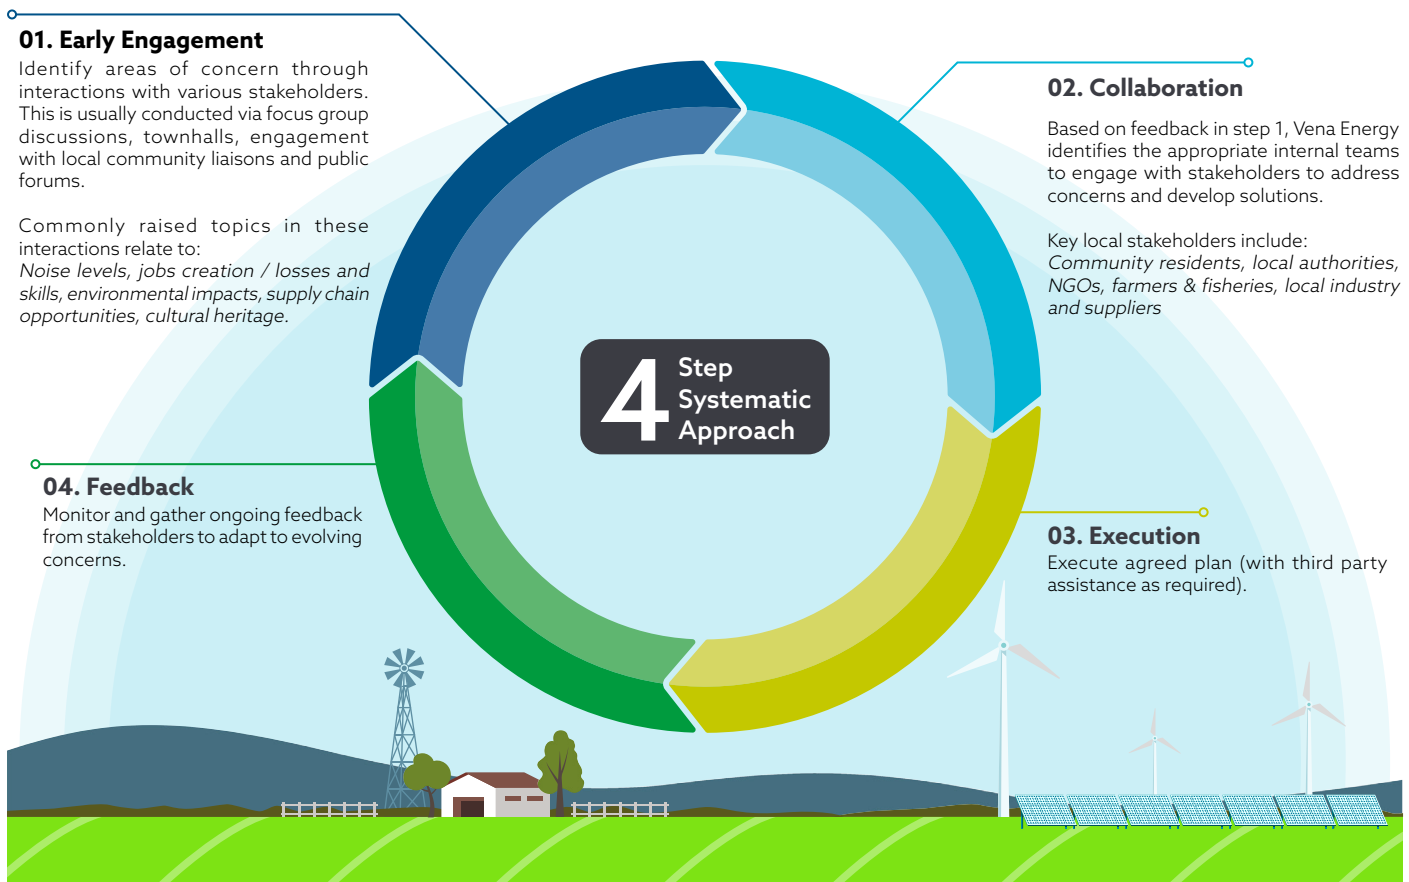 01. Early Engagement
Identify areas of concern through
interactions with various stakeholders.
This is usually conducted via focus group
discussions, townhalls, engagement
with local community liaisons and public
forums.
Commonly raised topics in these
interactions relate to:
Noise levels, jobs creation / losses and
skills, environmental impacts, supply chain
opportunities, cultural heritage.
02. Collaboration
Based on feedback in step 1, Vena Energy
identifies the appropriate internal teams
to engage with stakeholders to address
concerns and develop solutions.
Key local stakeholders include:
Community residents, local authorities,
NGOs, farmers & fisheries, local industry
and suppliers
4 Step
Systematic
Approach
03. Execution
Execute agreed plan (with third party
assistance as required).
04. Feedback
Monitor and gather ongoing feedback
from stakeholders to adapt to evolving
concerns.